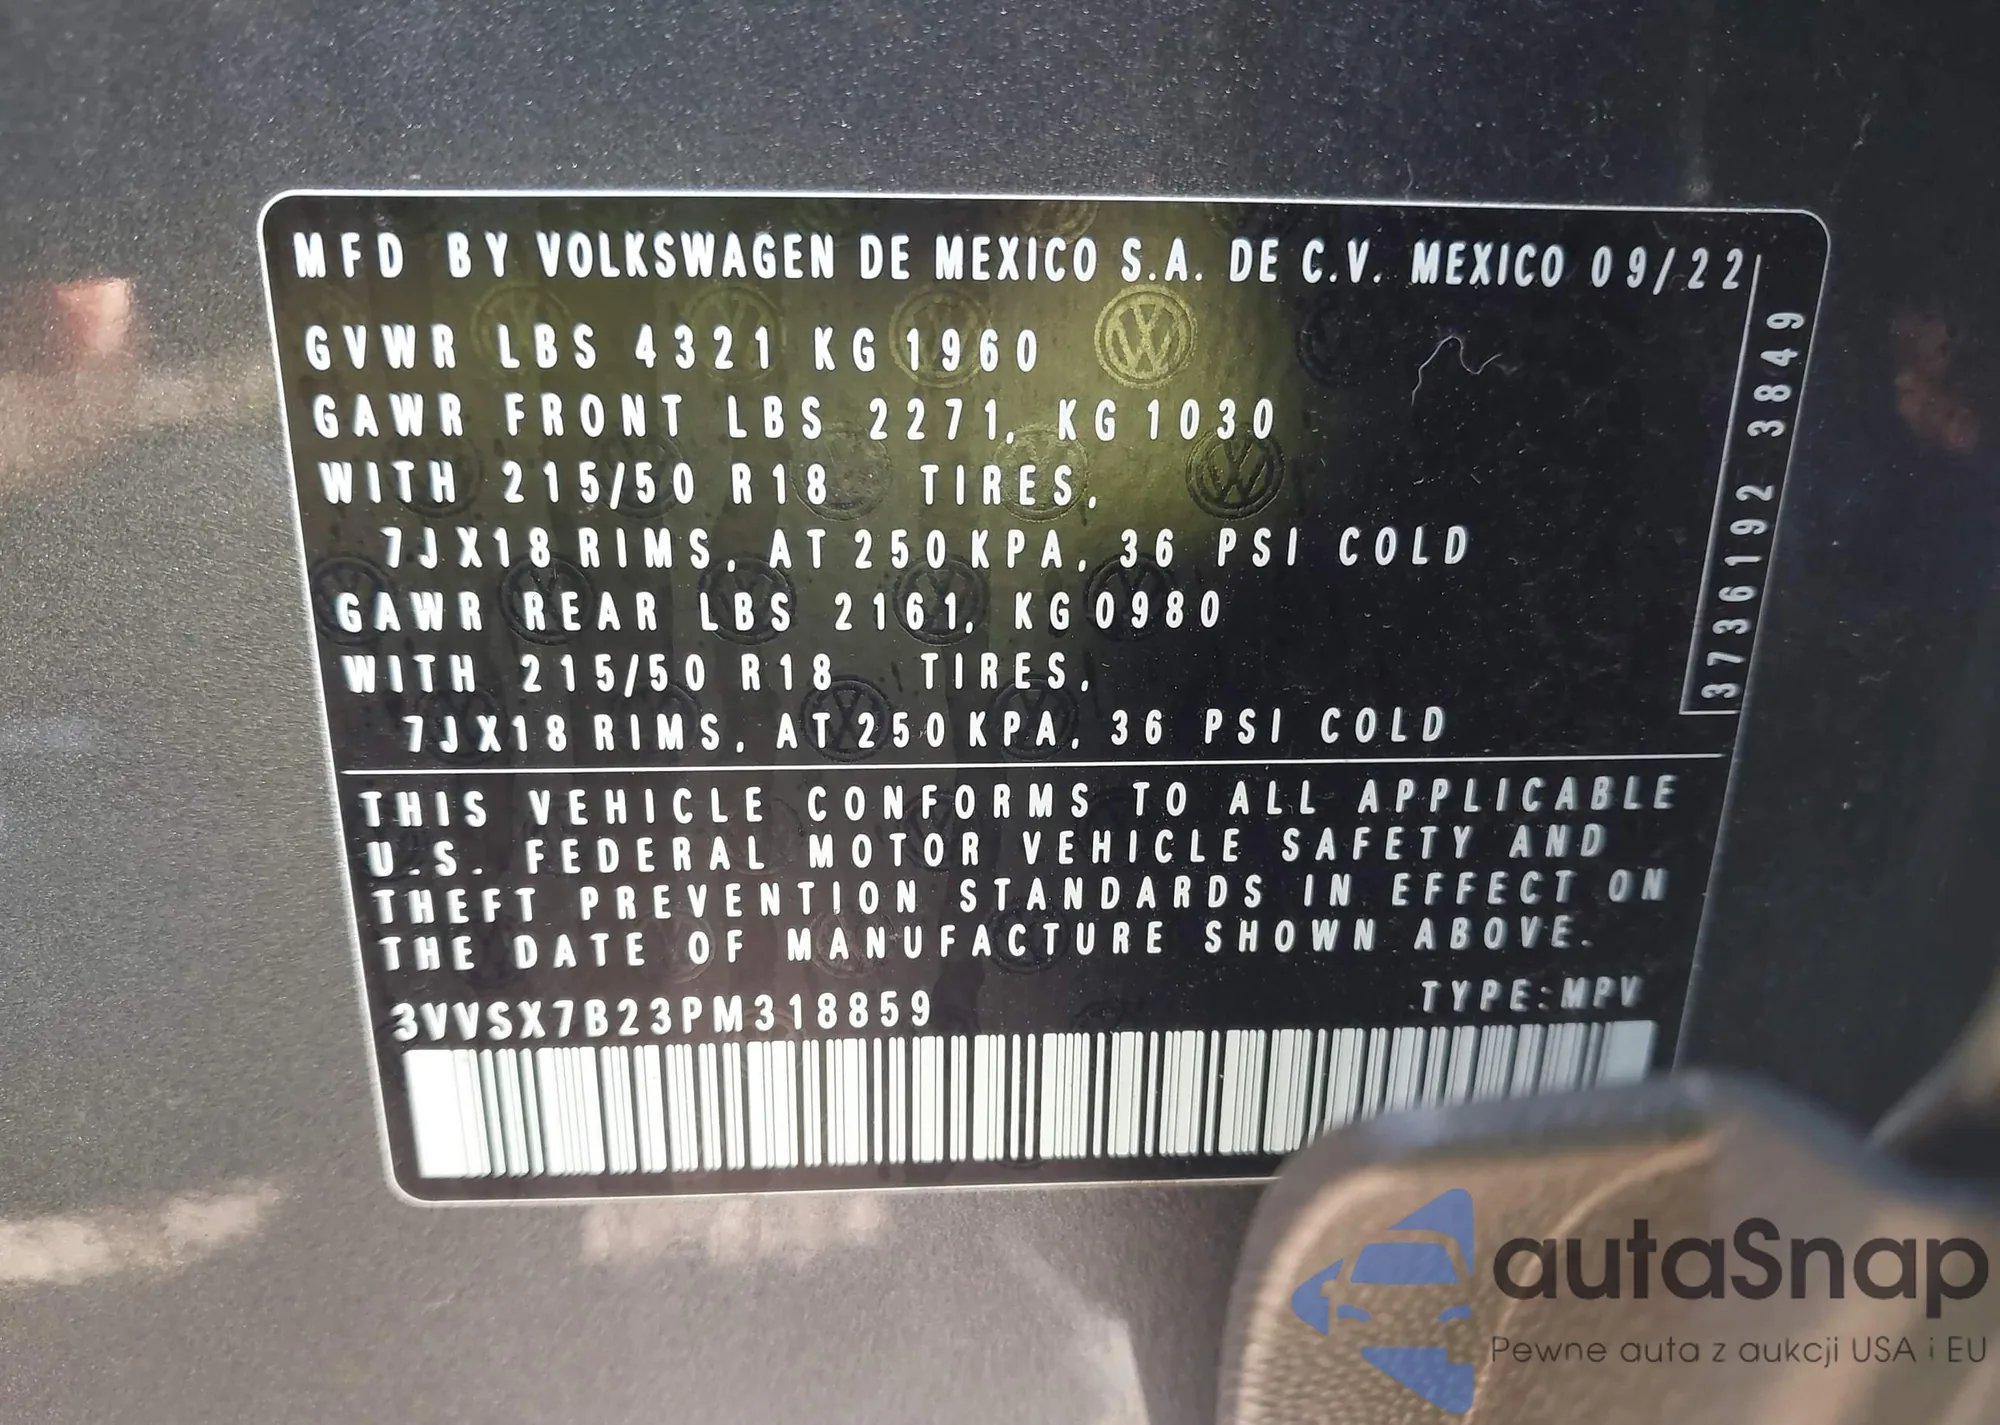 MFD BY VOLKSWAGEN DE MEXICO S.A. DE C.V. MEXICO 09/22
GVWR LBS 4321 KG 1960
GAWR FRONT LBS 2271, KG 1030
WITH 215/50 R18 TIRES,
7JX18 RIMS, AT 250 KPA, 36 PSI COLD
GAWR REAR LBS 2161, KG 0980
WITH 215/50 R18 TIRES,
7JX18 RIMS, AT 250 KPA, 36 PSI COLD
3736192 3849
THIS VEHICLE CONFORMS TO ALL APPLICABLE
U.S. FEDERAL MOTOR VEHICLE SAFETY AND
THEFT PREVENTION STANDARDS IN EFFECT ON
THE DATE OF MANUFACTURE SHOWN ABOVE.
3VVSX7B23PM318859 TYPE: MPV
autaSnap
Pewne auta z aukcji USA i EU